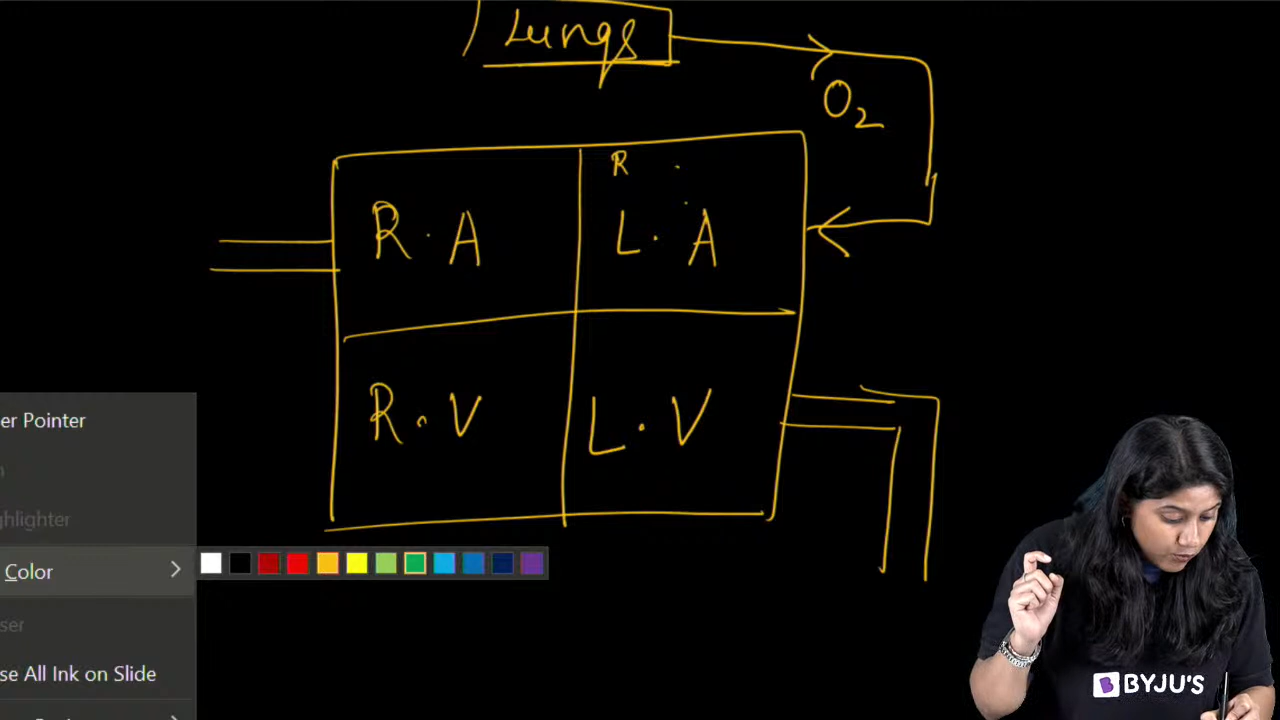 Lungs
O2
R
R. A
L. A
R. V
L. V
er Pointer
ghlighter
Color
ser
se All Ink on Slide
BYJU'S